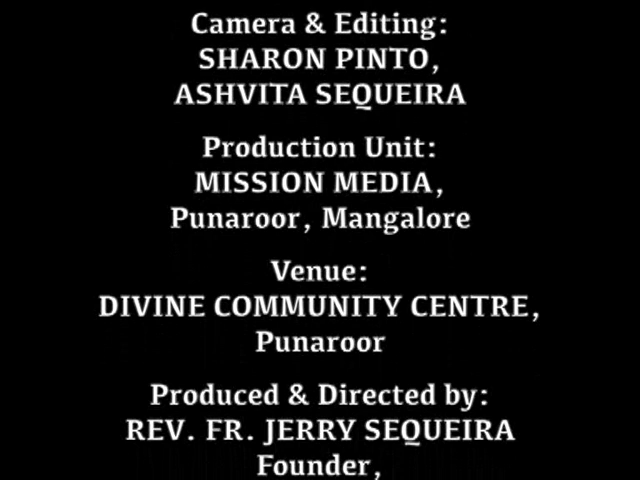 Camera & Editing:
SHARON PINTO,
ASHVITA SEQUEIRA
Production Unit:
MISSION MEDIA,
Punaroor, Mangalore
Venue:
DIVINE COMMUNITY CENTRE,
Punaroor
Produced & Directed by:
REV. FR. JERRY SEQUEIRA
Founder,